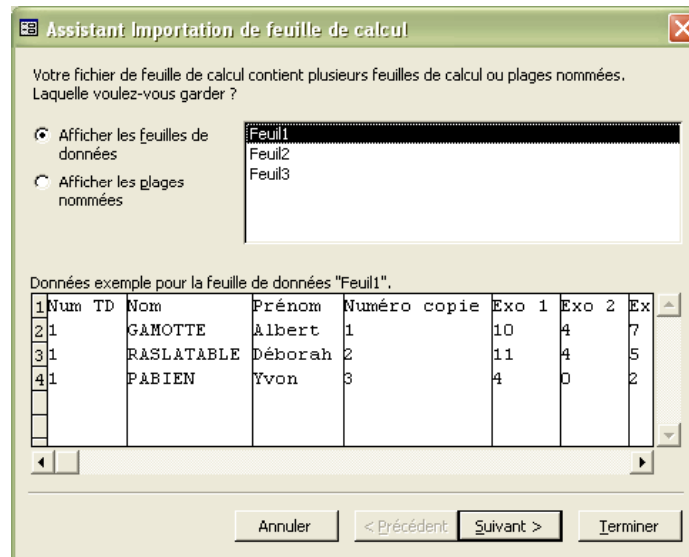 Assistant Importation de feuille de calcul
Votre fichier de feuille de calcul contient plusieurs feuilles de calcul ou plages nommées.
Laquelle voulez-vous garder ?
Afficher les feuilles de
données
Afficher les plages
nommées
Feuil1
Feuil2
Feuil3
Données exemple pour la feuille de données "Feuil1".
1 Num TD Nom Prénom Numéro copie Exo 1 Exo 2 Ex
2 1 GAMOTTE Albert 1 10 4 7
3 1 RASLATABLE Déborah 2 11 4 5
4 1 PABIEN Yvon 3 4 0 2
Annuler < Précédent Suivant > Terminer